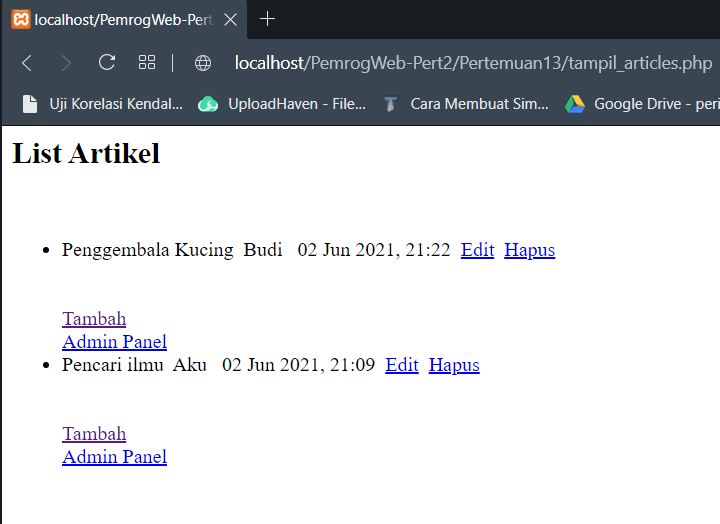 localhost/PemrogWeb-Pert
localhost/PemrogWeb-Pert2/Pertemuan13/tampil_articles.php
Uji Korelasi Kendal... UploadHaven - File... Cara Membuat Sim... Google Drive - peri
List Artikel
Penggembala Kucing Budi 02 Jun 2021, 21:22 Edit Hapus
Tambah
Admin Panel
Pencari ilmu Aku 02 Jun 2021, 21:09 Edit Hapus
Tambah
Admin Panel